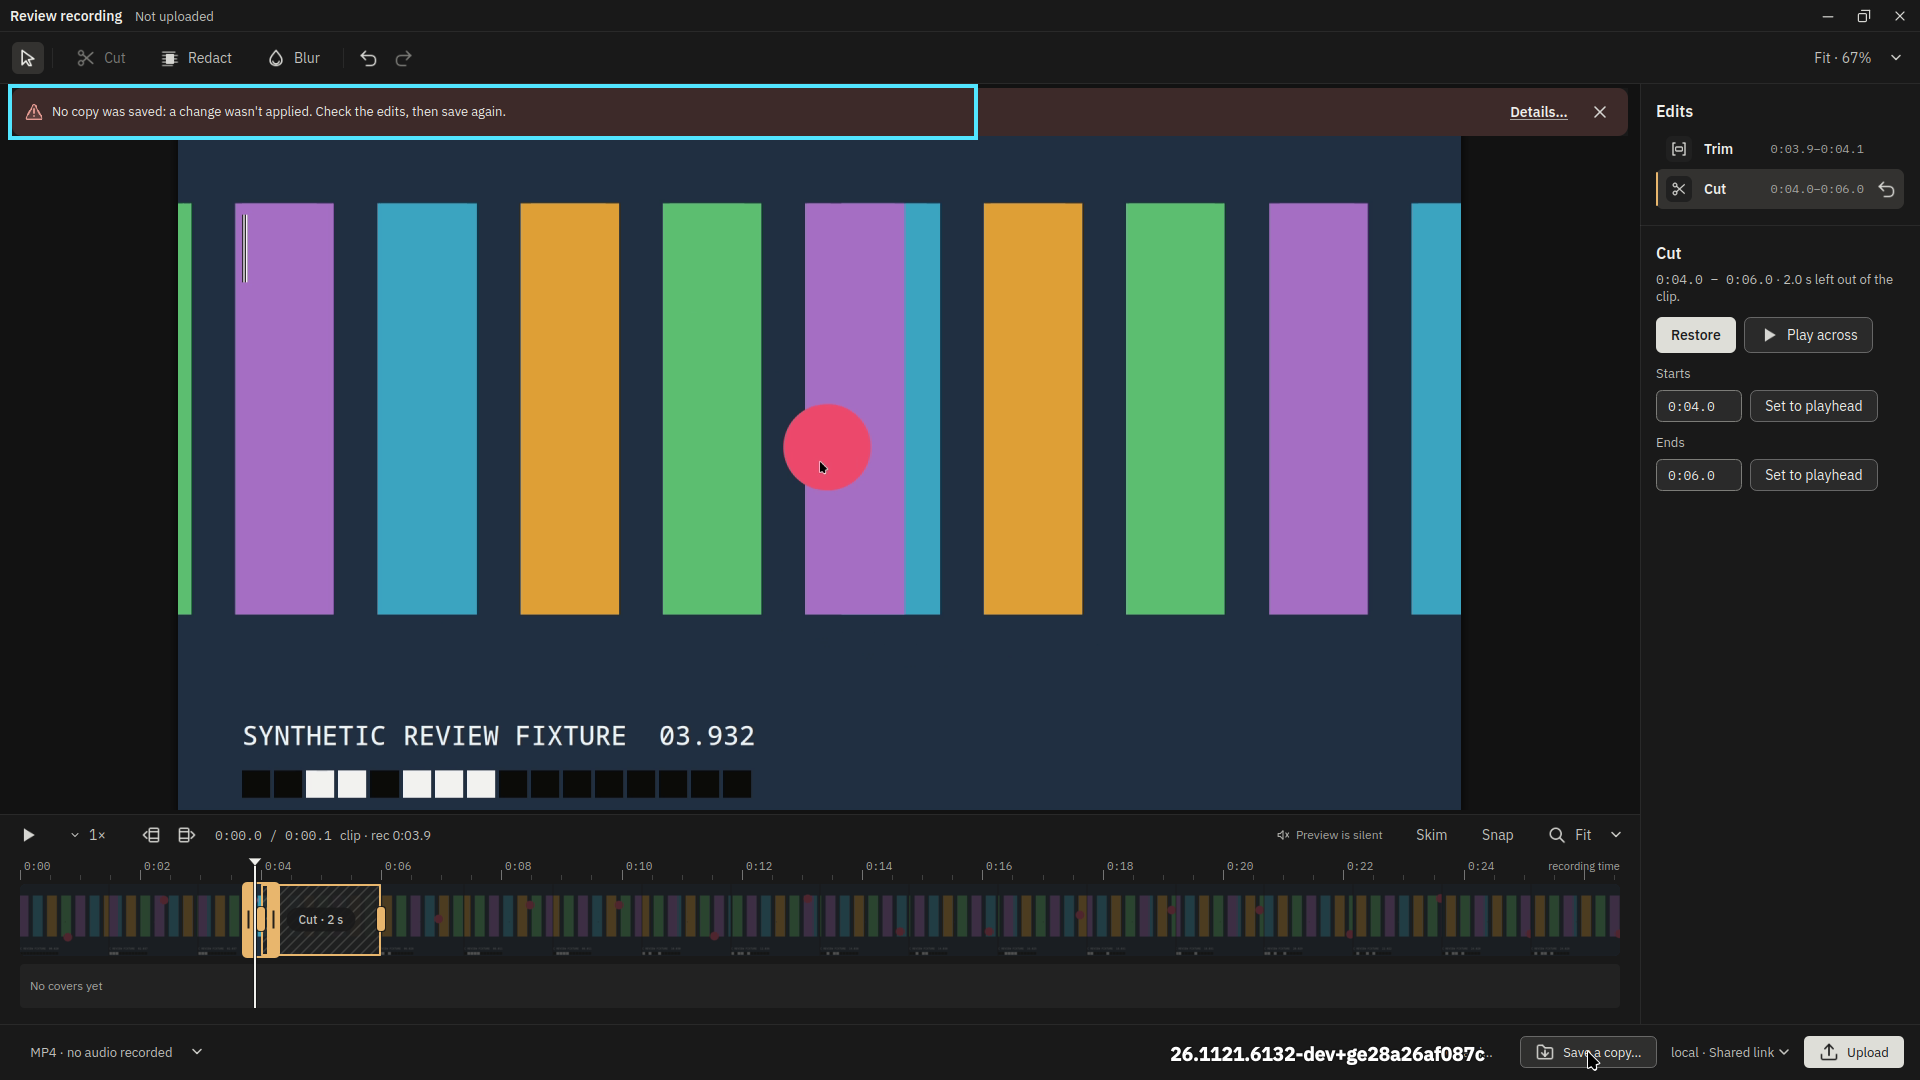 Review recording Not uploaded
Cut Redact Blur Fit · 67%
No copy was saved: a change wasn't applied. Check the edits, then save again. Details...
Edits
Trim 0:03.9–0:04.1
Cut 0:04.0–0:06.0
Cut
0:04.0 – 0:06.0 · 2.0 s left out of the
clip.
Restore Play across
Starts
0:04.0 Set to playhead
Ends
0:06.0 Set to playhead
SYNTHETIC REVIEW FIXTURE 03.932
1× 0:00.0 / 0:00.1 clip · rec 0:03.9 Preview is silent Skim Snap Fit
0:00 0:02 0:04 0:06 0:08 0:10 0:12 0:14 0:16 0:18 0:20 0:22 0:24 recording time
Cut · 2 s
No covers yet
MP4 · no audio recorded 26.1121.6132-dev+ge28a26af087c Save a copy... local · Shared link Upload